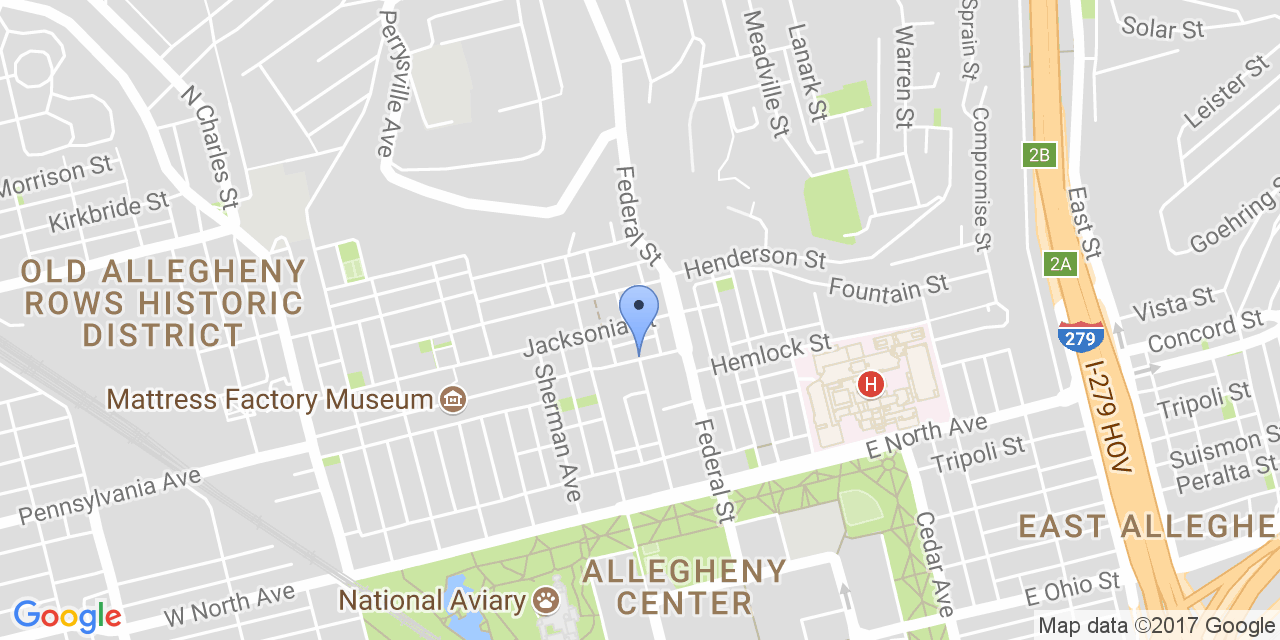 Perrysville Ave
Meadville St
Lanark St
Warren St
Sprain St
Solar St
Leister St
N Charles St
Compromise St
2B
Morrison St
Kirkbride St
Federal St
East St
Goehring S
OLD ALLEGHENY
ROWS HISTORIC
DISTRICT
Henderson St
2A
Fountain St
Vista St
Concord St
Jacksonia St
Hemlock St
279
I-279 HOV
Mattress Factory Museum
Sherman Ave
H
Tripoli St
Federal St
E North Ave
Tripoli St
Suismon S
Peralta St
Pennsylvania Ave
Cedar Ave
EAST ALLEGHE
ALLEGHENY
CENTER
W North Ave
National Aviary
E Ohio St
Google
Map data ©2017 Google